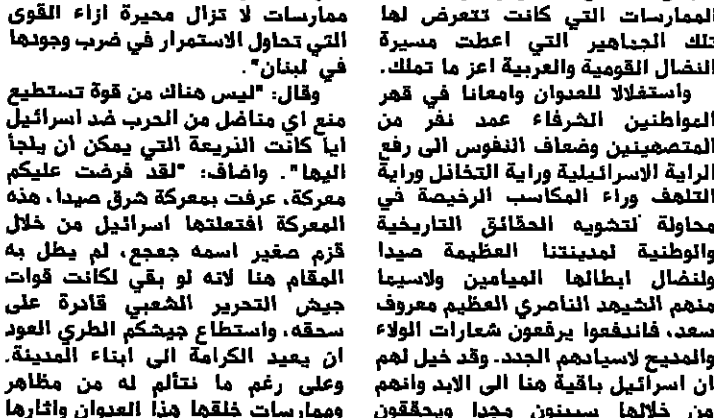 الممارسات التي كانت تتعرض لها
تلك الجماهير التي اعطت مسيرة
النضال القومية والعربية اعز ما تملك.
واستغلالا للعدوان وامعانا في قهر
المواطنين الشرفاء عمد نفر من
المتصهينين وضعاف النفوس الى رفع
الراية الاسرائيلية وراية التخاذل وراية
التلهف وراء المكاسب الرخيصة في
محاولة لتشويه الحقائق التاريخية
والوطنية لمدينتنا العظيمة صيدا
ولنضال ابطالها الميامين ولاسيما
منهم الشهيد الناصري العظيم معروف
سعد، فاندفعوا يرفعون شعارات الولاء
والمديح لاسيادهم الجدد. وقد خيل لهم
ان اسرائيل باقية هنا الى الابد وانهم
من خلالها سيبنون مجدا ويحققون
ممارسات لا تزال محيرة ازاء القوى
التي تحاول الاستمرار في ضرب وجودها
في لبنان".
وقال: "ليس هناك من قوة تستطيع
منع اي مناضل من الحرب ضد اسرائيل
ايا كانت الذريعة التي يمكن ان يلجأ
اليها". واضاف: "لقد فرضت عليكم
معركة، عرفت بمعركة شرق صيدا، هذه
المعركة افتعلتها اسرائيل من خلال
قزم صغير اسمه جعجع، لم يطل به
المقام هنا لانه لو بقي لكانت قوات
جيش التحرير الشعبي قادرة على
سحقه، واستطاع جيشكم الطري العود
ان يعيد الكرامة الى ابناء المدينة.
وعلى رغم ما نتألم له من مظاهر
وممارسات خلفها هذا العدوان واثارها